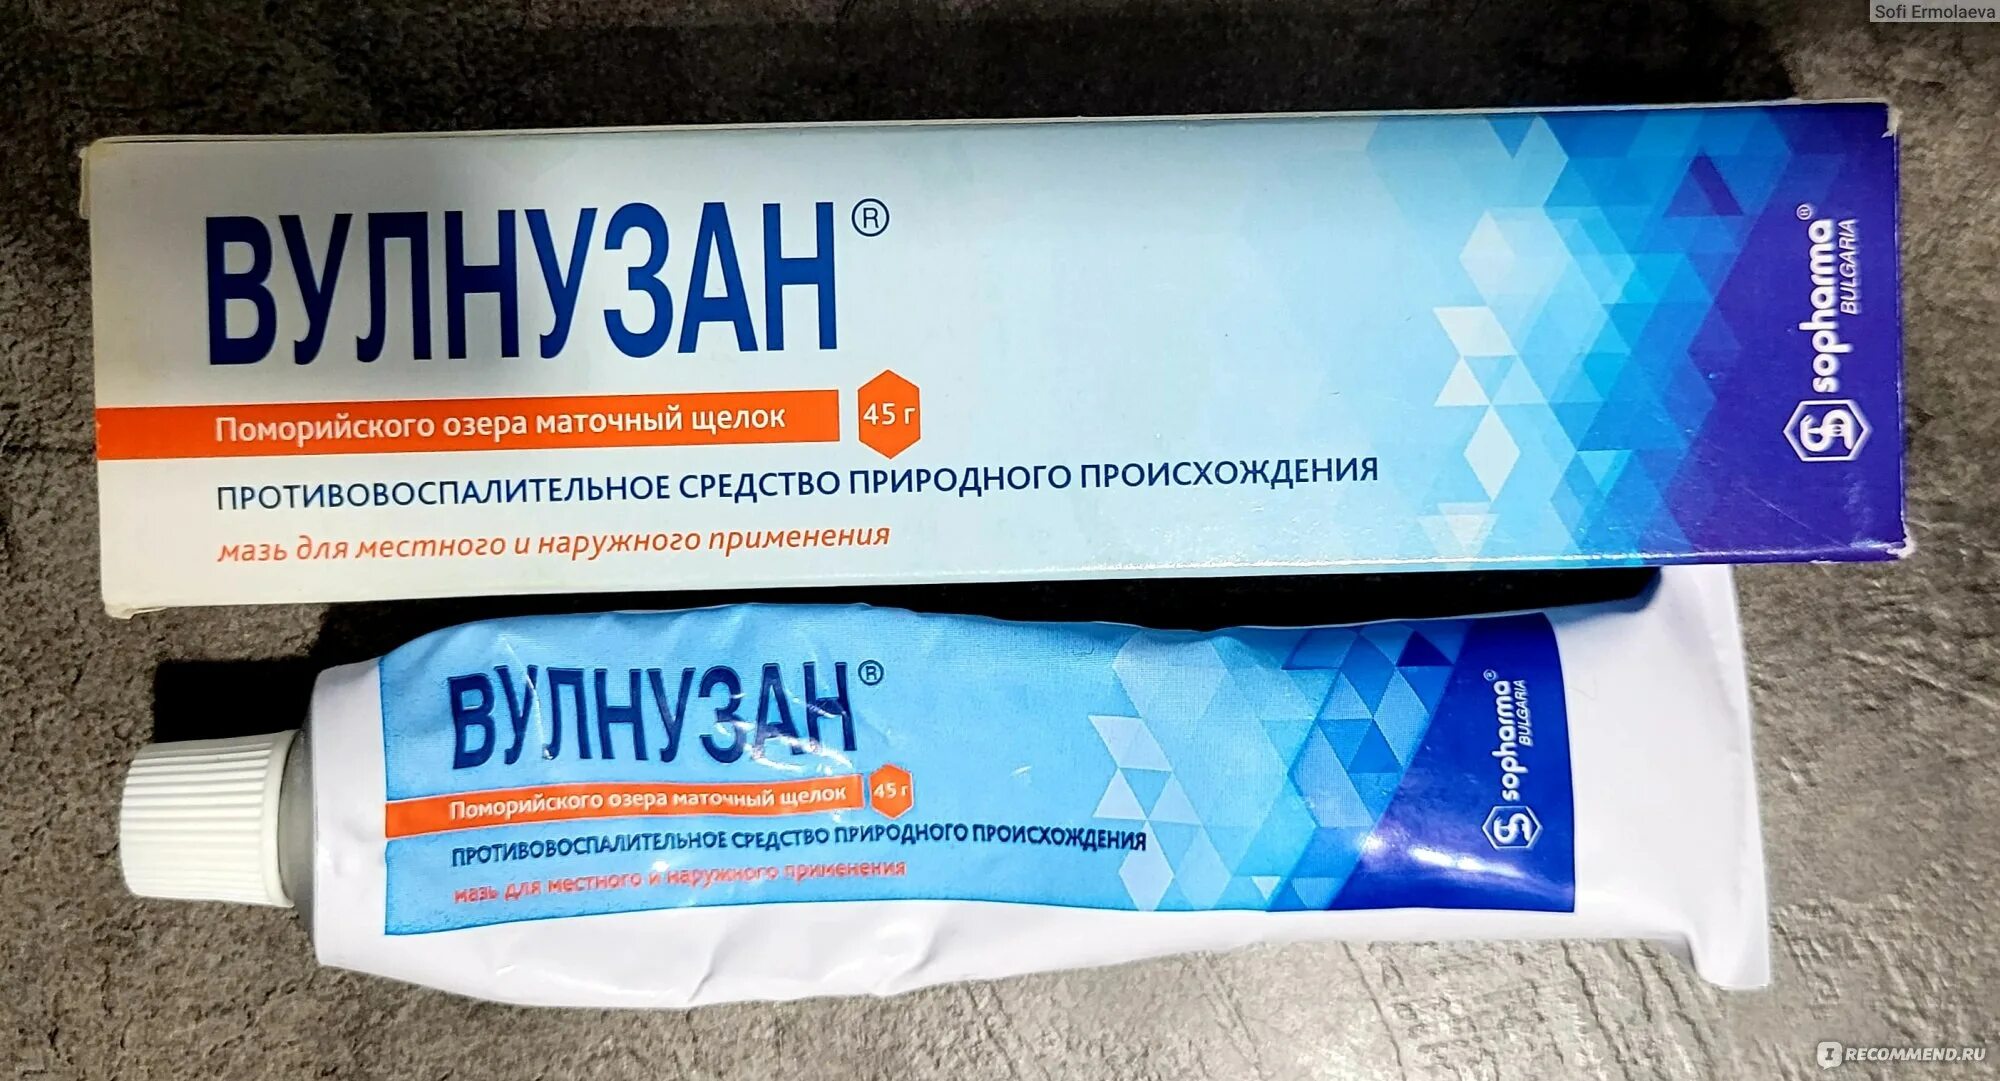 Sofi Ermolaeva
ВУЛНУЗАН®
Поморийского озера маточный щелок
45 г
ПРОТИВОВОСПАЛИТЕЛЬНОЕ СРЕДСТВО ПРИРОДНОГО ПРОИСХОЖДЕНИЯ
мазь для местного и наружного применения
sopharma®
BULGARIA
ВУЛНУЗАН®
Поморийского озера маточный щелок
45 г
ПРОТИВОВОСПАЛИТЕЛЬНОЕ СРЕДСТВО ПРИРОДНОГО ПРОИСХОЖДЕНИЯ
мазь для местного и наружного применения
sopharma®
BULGARIA
IRECOMMEND.RU